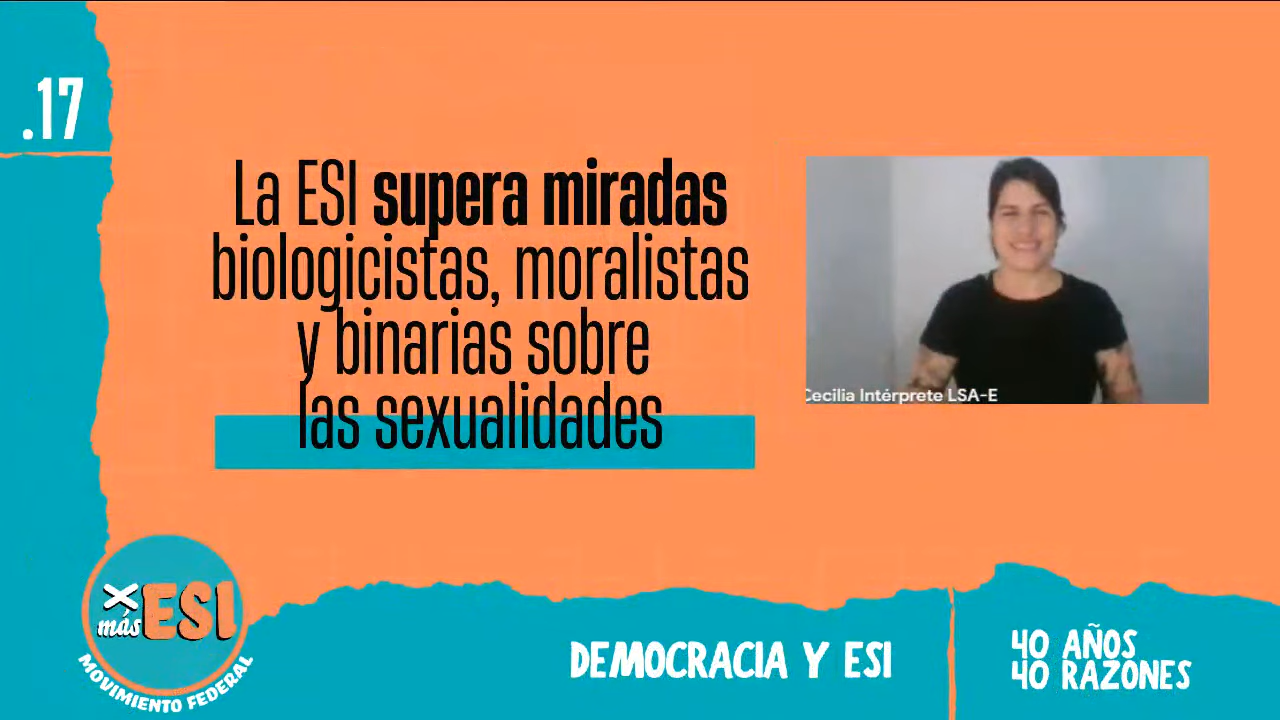 .17
La ESI supera miradas
biologicistas, moralistas
y binarias sobre
las sexualidades
Cecilia Intérprete LSA-E
x
más ESI
MOVIMIENTO FEDERAL
DEMOCRACIA Y ESI
40 AÑOS
40 RAZONES